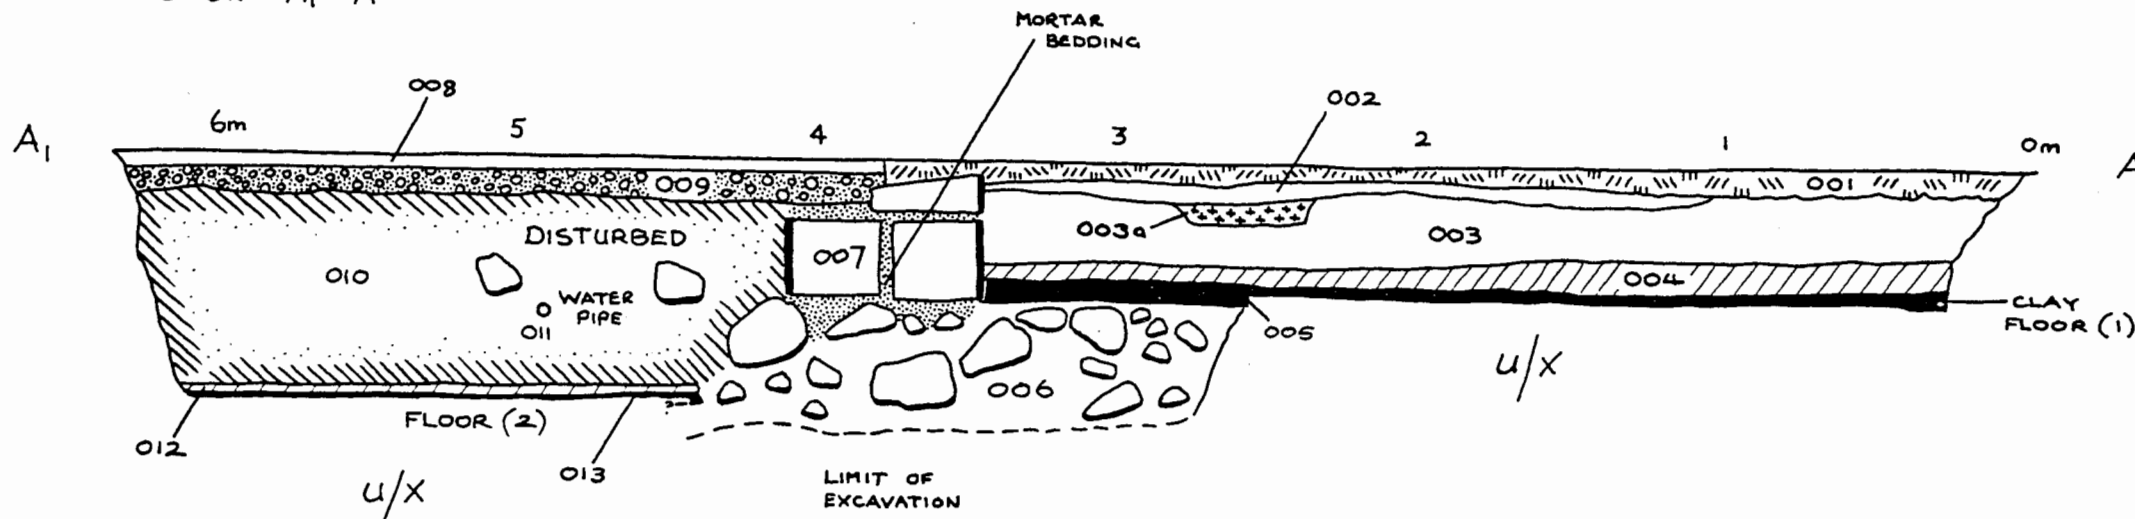 MORTAR
BEDDING
008
002
A₁ 6m 5 4 3 2 1 0m A
009
001
DISTURBED
003a
003
007
010
004
WATER
PIPE
011
CLAY
FLOOR (1)
005
u/x
006
FLOOR (2)
012
013
u/x
LIMIT OF
EXCAVATION